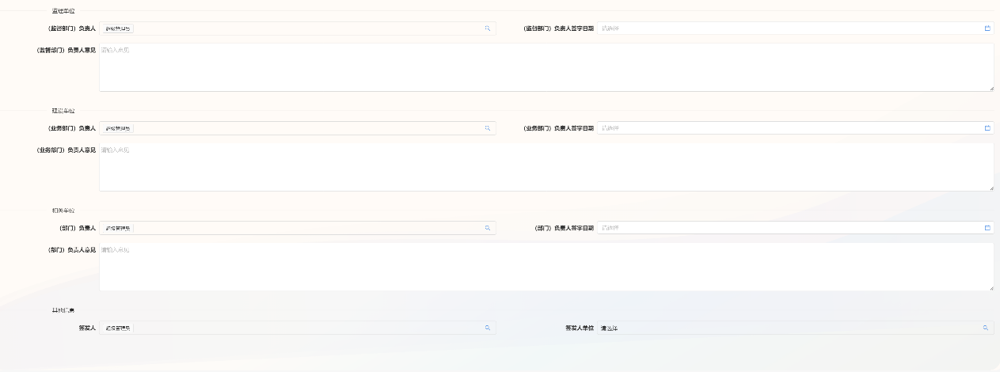 监理单位
（监督部门）负责人 超级管理员 （监督部门）负责人签字日期 请选择
（监督部门）负责人意见 请输入意见
建设单位
（业务部门）负责人 超级管理员 （业务部门）负责人签字日期 请选择
（业务部门）负责人意见 请输入意见
相关单位
（部门）负责人 超级管理员 （部门）负责人签字日期 请选择
（部门）负责人意见 请输入意见
其他信息
签发人 超级管理员 签发人单位 请选择